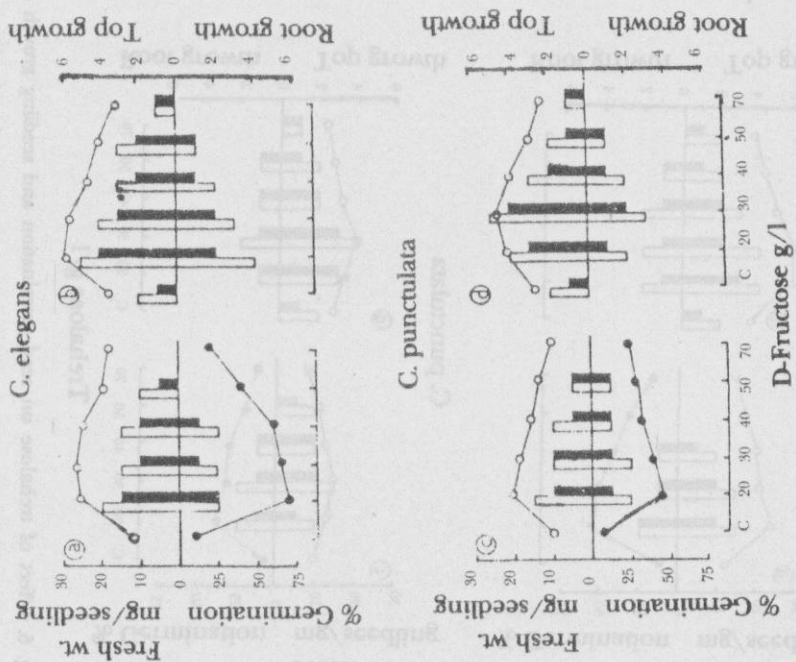 C. elegans
Fresh wt.
mg/seedling
% Germination
30
20
10
0
25
50
75
(a)
(b)
6
4
2
0
2
4
6
Top growth
Root growth
C. punctulata
Fresh wt.
mg/seedling
% Germination
30
20
10
0
25
50
75
(c)
(d)
6
4
2
0
2
4
6
Top growth
Root growth
C 20 30 40 50 70
C 20 30 40 50 70
D-Fructose g/l